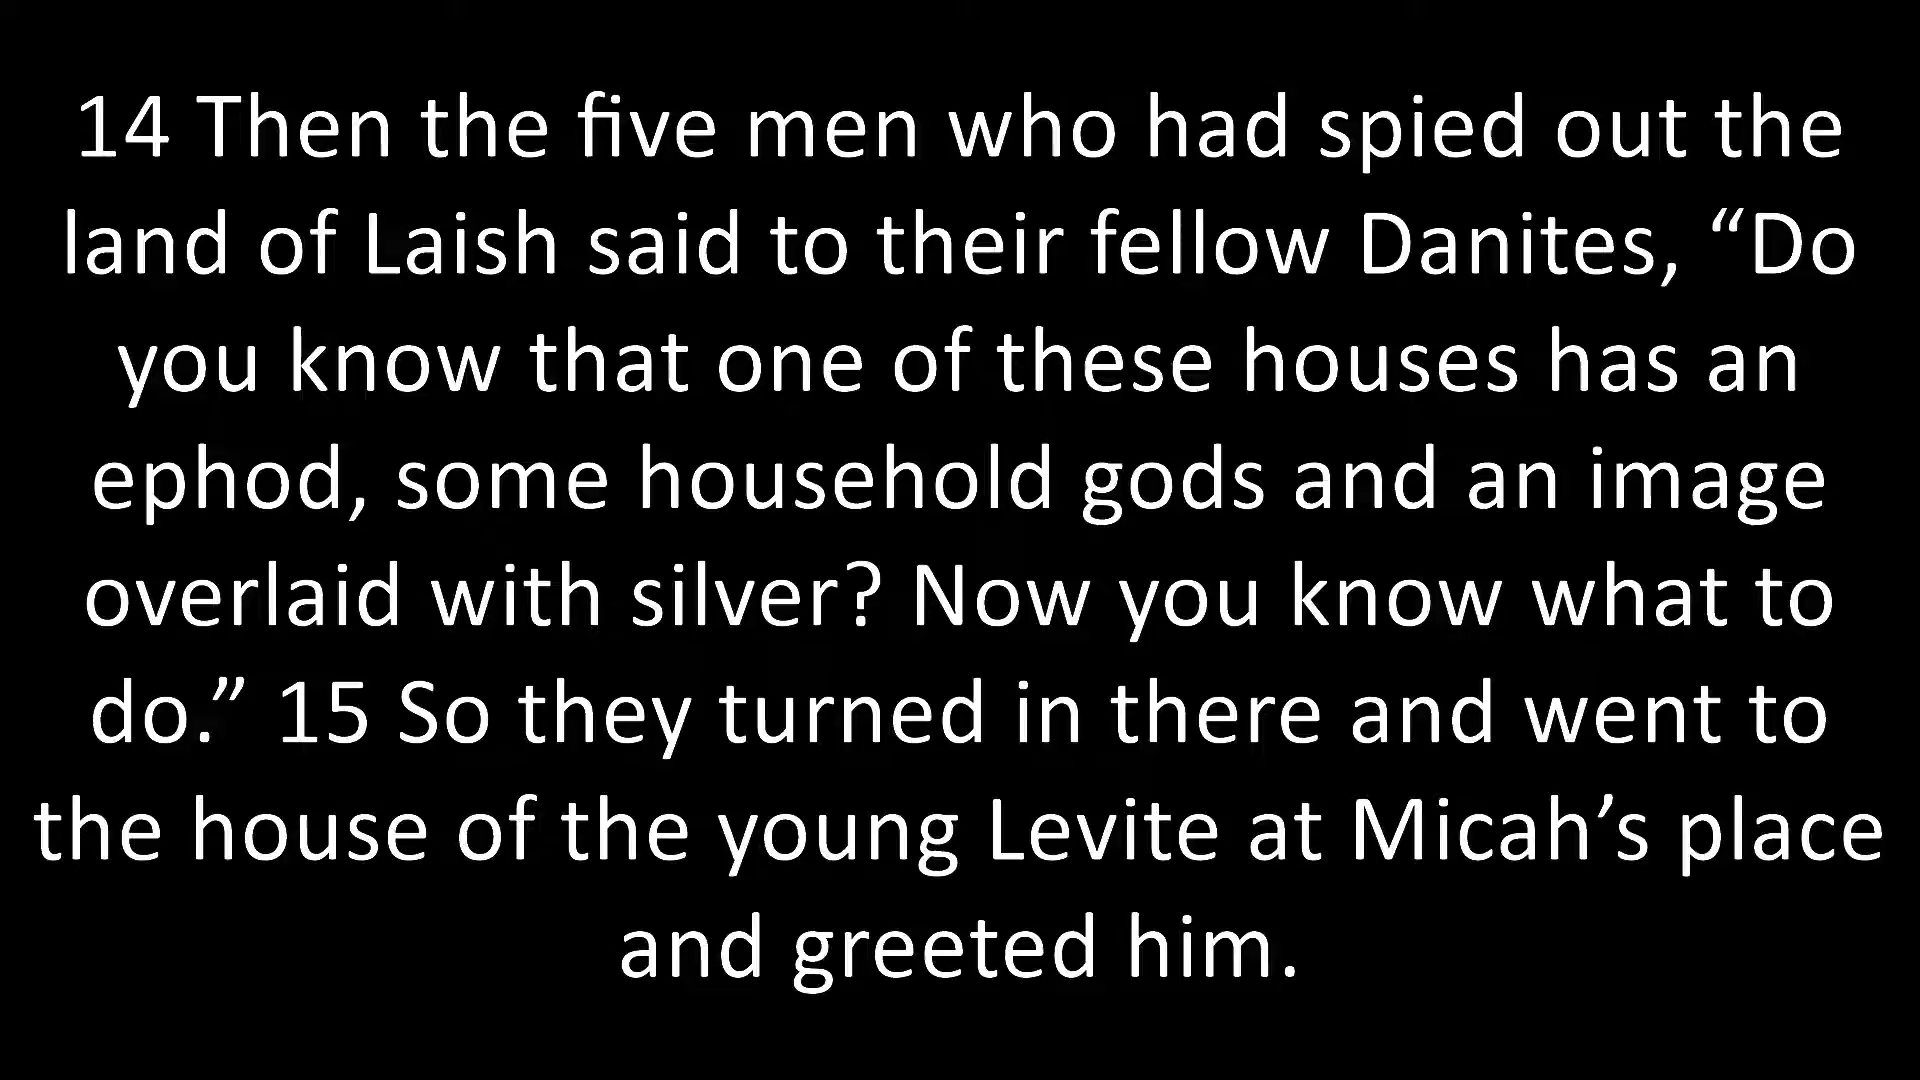 14 Then the five men who had spied out the
land of Laish said to their fellow Danites, “Do
you know that one of these houses has an
ephod, some household gods and an image
overlaid with silver? Now you know what to
do.” 15 So they turned in there and went to
the house of the young Levite at Micah’s place
and greeted him.